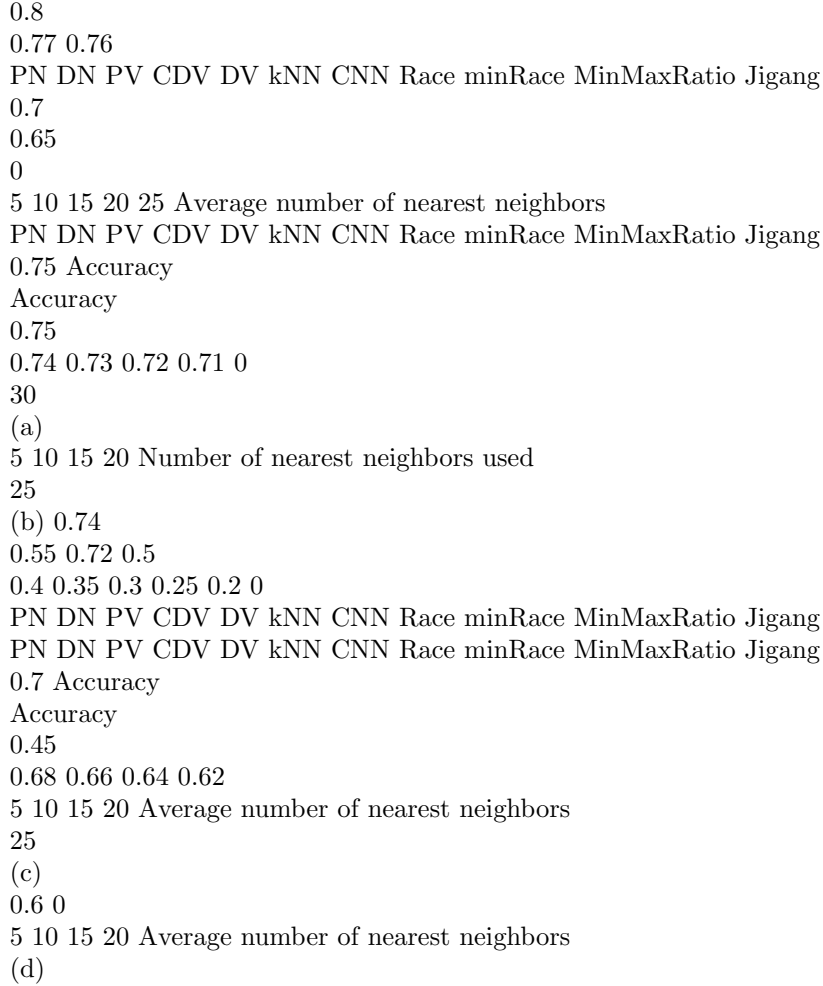 0.8
0.77 0.76
PN DN PV CDV DV kNN CNN Race minRace MinMaxRatio Jigang
0.7
0.65
0
5 10 15 20 25 Average number of nearest neighbors
PN DN PV CDV DV kNN CNN Race minRace MinMaxRatio Jigang
0.75 Accuracy
Accuracy
0.75
0.74 0.73 0.72 0.71 0
30
(a)
5 10 15 20 Number of nearest neighbors used
25
(b) 0.74
0.55 0.72 0.5
0.4 0.35 0.3 0.25 0.2 0
PN DN PV CDV DV kNN CNN Race minRace MinMaxRatio Jigang
PN DN PV CDV DV kNN CNN Race minRace MinMaxRatio Jigang
0.7 Accuracy
Accuracy
0.45
0.68 0.66 0.64 0.62
5 10 15 20 Average number of nearest neighbors
25
(c)
0.6 0
5 10 15 20 Average number of nearest neighbors
(d)